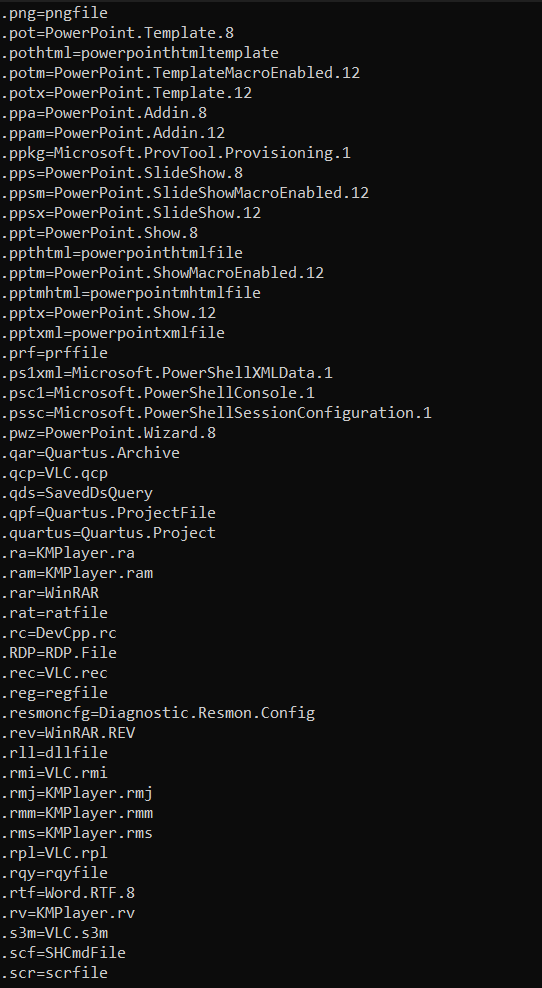 .png=pngfile
.pot=PowerPoint.Template.8
.pothtml=powerpointhtmltemplate
.potm=PowerPoint.TemplateMacroEnabled.12
.potx=PowerPoint.Template.12
.ppa=PowerPoint.Addin.8
.ppam=PowerPoint.Addin.12
.ppkg=Microsoft.ProvTool.Provisioning.1
.pps=PowerPoint.SlideShow.8
.ppsm=PowerPoint.SlideShowMacroEnabled.12
.ppsx=PowerPoint.SlideShow.12
.ppt=PowerPoint.Show.8
.ppthtml=powerpointhtmlfile
.pptm=PowerPoint.ShowMacroEnabled.12
.pptmhtml=powerpointmhtmlfile
.pptx=PowerPoint.Show.12
.pptxml=powerpointxmlfile
.prf=prffile
.ps1xml=Microsoft.PowerShellXMLData.1
.psc1=Microsoft.PowerShellConsole.1
.pssc=Microsoft.PowerShellSessionConfiguration.1
.pwz=PowerPoint.Wizard.8
.qar=Quartus.Archive
.qcp=VLC.qcp
.qds=SavedDsQuery
.qpf=Quartus.ProjectFile
.quartus=Quartus.Project
.ra=KMPlayer.ra
.ram=KMPlayer.ram
.rar=WinRAR
.rat=ratfile
.rc=DevCpp.rc
.RDP=RDP.File
.rec=VLC.rec
.reg=regfile
.resmoncfg=Diagnostic.Resmon.Config
.rev=WinRAR.REV
.rll=dllfile
.rmi=VLC.rmi
.rmj=KMPlayer.rmj
.rmm=KMPlayer.rmm
.rms=KMPlayer.rms
.rpl=VLC.rpl
.rqy=rqyfile
.rtf=Word.RTF.8
.rv=KMPlayer.rv
.s3m=VLC.s3m
.scf=SHCmdFile
.scr=scrfile